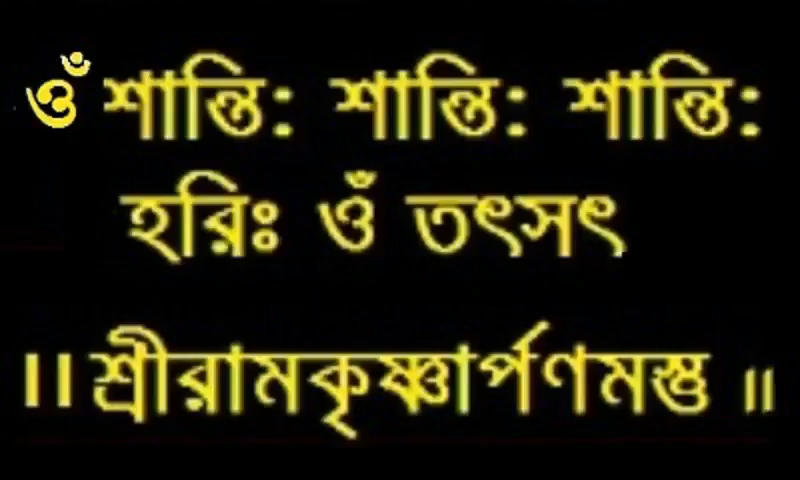 ওঁ শান্তি: শান্তি: শান্তি:
হরিঃ ওঁ তৎসৎ
।। শ্রীরামকৃষ্ণার্পণমস্তু ॥